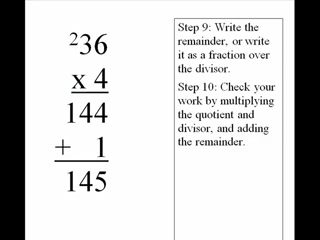 ²36
x 4
144
+ 1
145
Step 9: Write the
remainder, or write
it as a fraction over
the divisor.
Step 10: Check your
work by multiplying
the quotient and
divisor, and adding
the remainder.